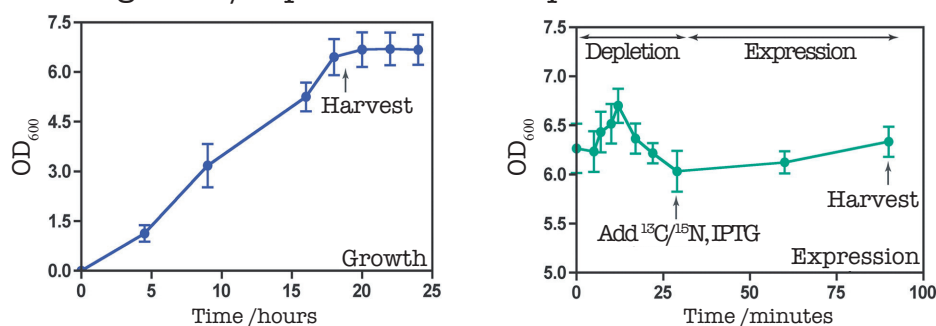 7.5
6.0
4.5
3.0
1.5
0.0
OD600
0
5
10
15
20
25
Time /hours
Harvest
Growth
7.5
7.0
6.5
6.0
5.5
5.0
OD600
0
25
50
75
100
Time /minutes
Depletion
Expression
Harvest
Add ¹³C/¹⁵N, IPTG
Expression